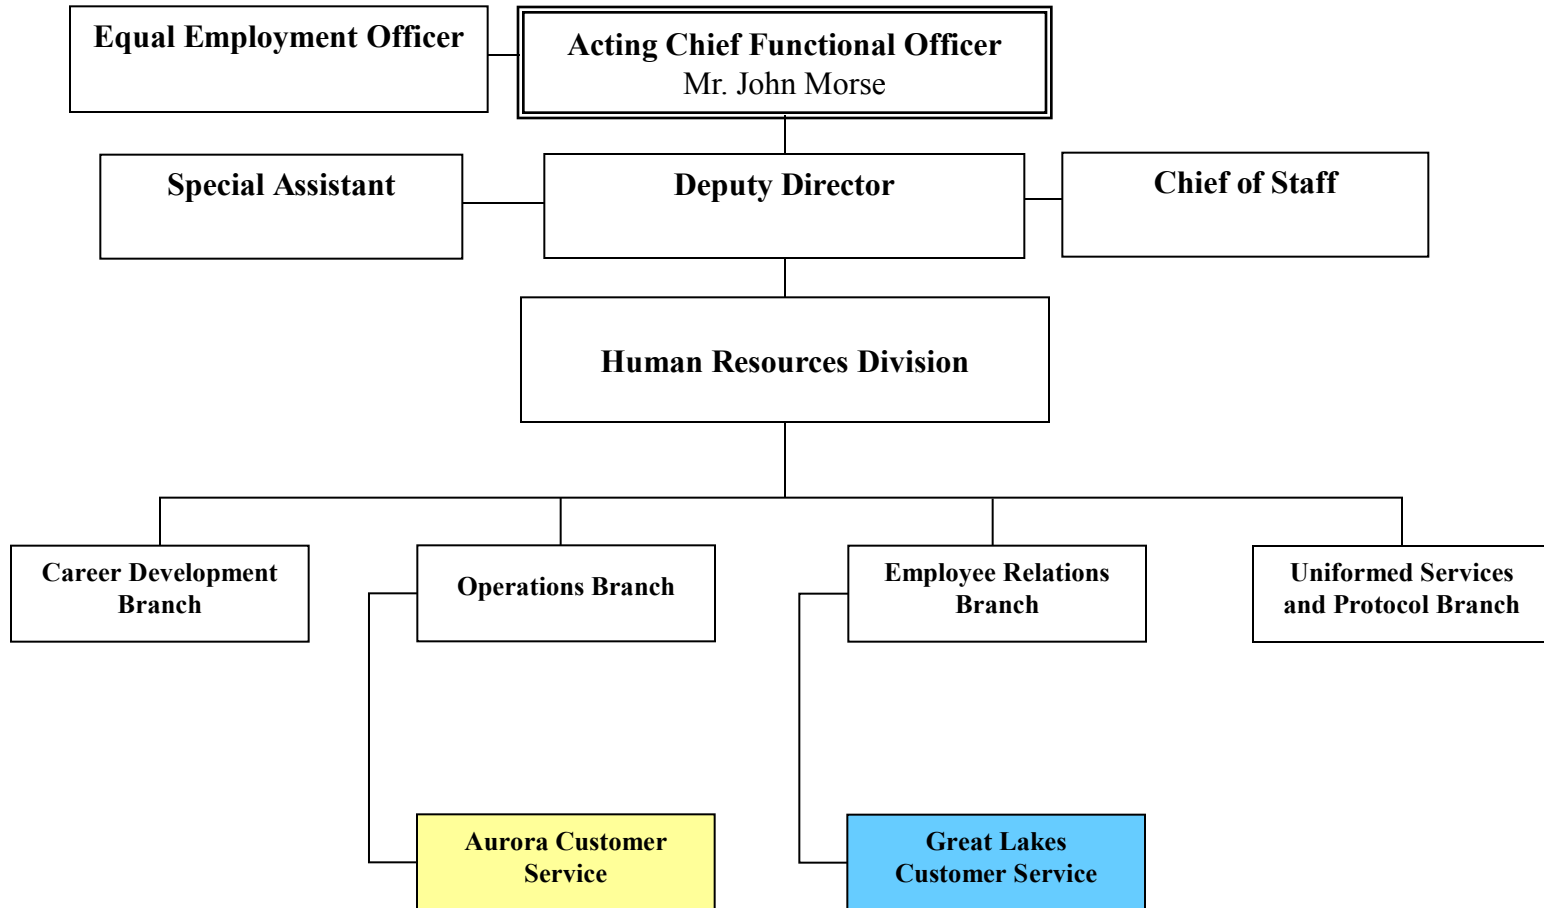 Equal Employment Officer
Acting Chief Functional Officer
Mr. John Morse
Special Assistant
Deputy Director
Chief of Staff
Human Resources Division
Career Development
Branch
Operations Branch
Employee Relations
Branch
Uniformed Services
and Protocol Branch
Aurora Customer
Service
Great Lakes
Customer Service